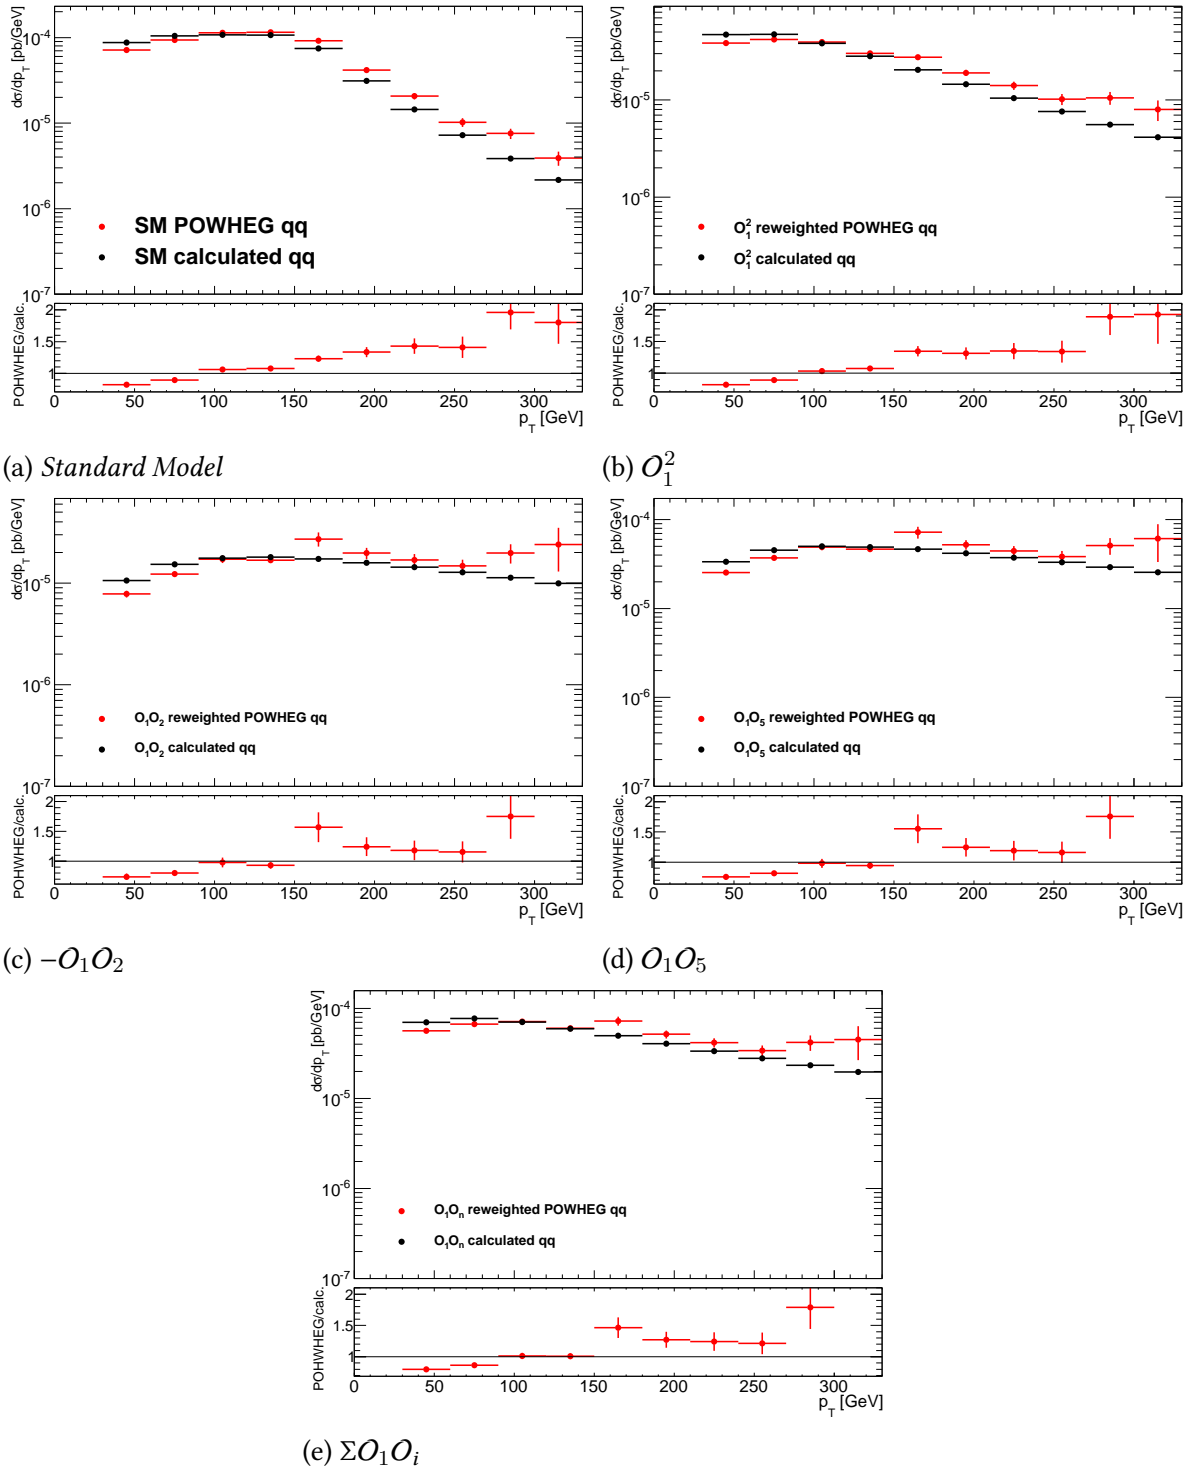 dσ/dp_T [pb/GeV]
10^-4
10^-5
10^-6
10^-7
SM POWHEG qq
SM calculated qq
POHWHEG/calc.
2
1.5
1
0 50 100 150 200 250 300
p_T [GeV]
(a) Standard Model
dσ/dp_T [pb/GeV]
10^-5
10^-6
10^-7
O_1^2 reweighted POWHEG qq
O_1^2 calculated qq
POHWHEG/calc.
2
1.5
1
0 50 100 150 200 250 300
p_T [GeV]
(b) O_1^2
dσ/dp_T [pb/GeV]
10^-5
10^-6
10^-7
O_1O_2 reweighted POWHEG qq
O_1O_2 calculated qq
POHWHEG/calc.
2
1.5
1
0 50 100 150 200 250 300
p_T [GeV]
(c) −O_1O_2
dσ/dp_T [pb/GeV]
10^-4
10^-5
10^-6
10^-7
O_1O_5 reweighted POWHEG qq
O_1O_5 calculated qq
POHWHEG/calc.
2
1.5
1
0 50 100 150 200 250 300
p_T [GeV]
(d) O_1O_5
dσ/dp_T [pb/GeV]
10^-4
10^-5
10^-6
10^-7
O_1O_n reweighted POWHEG qq
O_1O_n calculated qq
POHWHEG/calc.
2
1.5
1
0 50 100 150 200 250 300
p_T [GeV]
(e) ΣO_1O_i